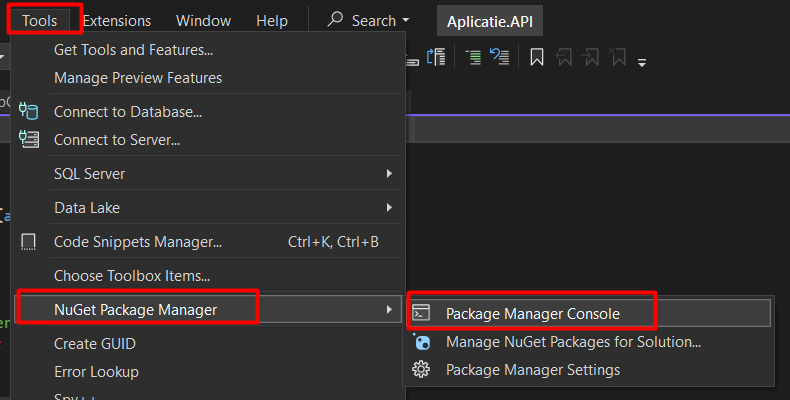 Tools Extensions Window Help Search Aplicatie.API
Get Tools and Features...
Manage Preview Features
Connect to Database...
Connect to Server...
SQL Server
Data Lake
Code Snippets Manager... Ctrl+K, Ctrl+B
Choose Toolbox Items...
NuGet Package Manager
Package Manager Console
Create GUID
Manage NuGet Packages for Solution...
Error Lookup
Package Manager Settings